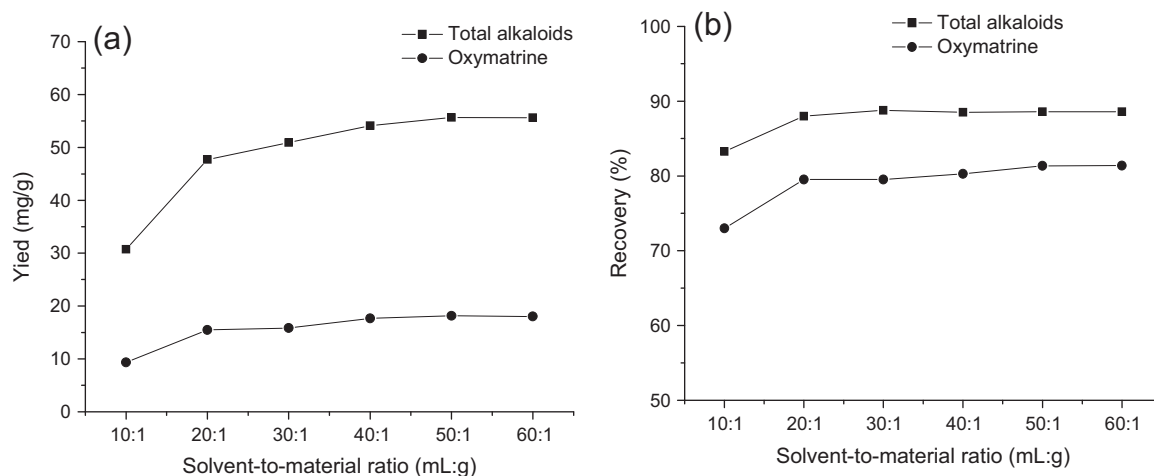 (a)
Total alkaloids
Oxymatrine
70
60
50
40
30
20
10
0
Yied (mg/g)
10:1 20:1 30:1 40:1 50:1 60:1
Solvent-to-material ratio (mL:g)
(b)
Total alkaloids
Oxymatrine
100
90
80
70
60
50
Recovery (%)
10:1 20:1 30:1 40:1 50:1 60:1
Solvent-to-material ratio (mL:g)